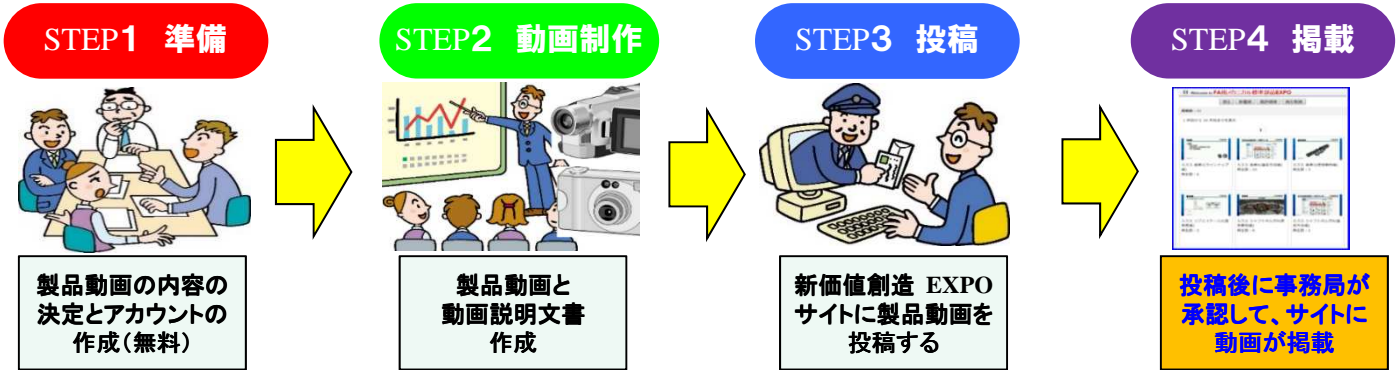 STEP1 準備
STEP2 動画制作
STEP3 投稿
STEP4 掲載
製品動画の内容の
決定とアカウントの
作成(無料)
製品動画と
動画説明文書
作成
新価値創造 EXPO
サイトに製品動画を
投稿する
投稿後に事務局が
承認して、サイトに
動画が掲載